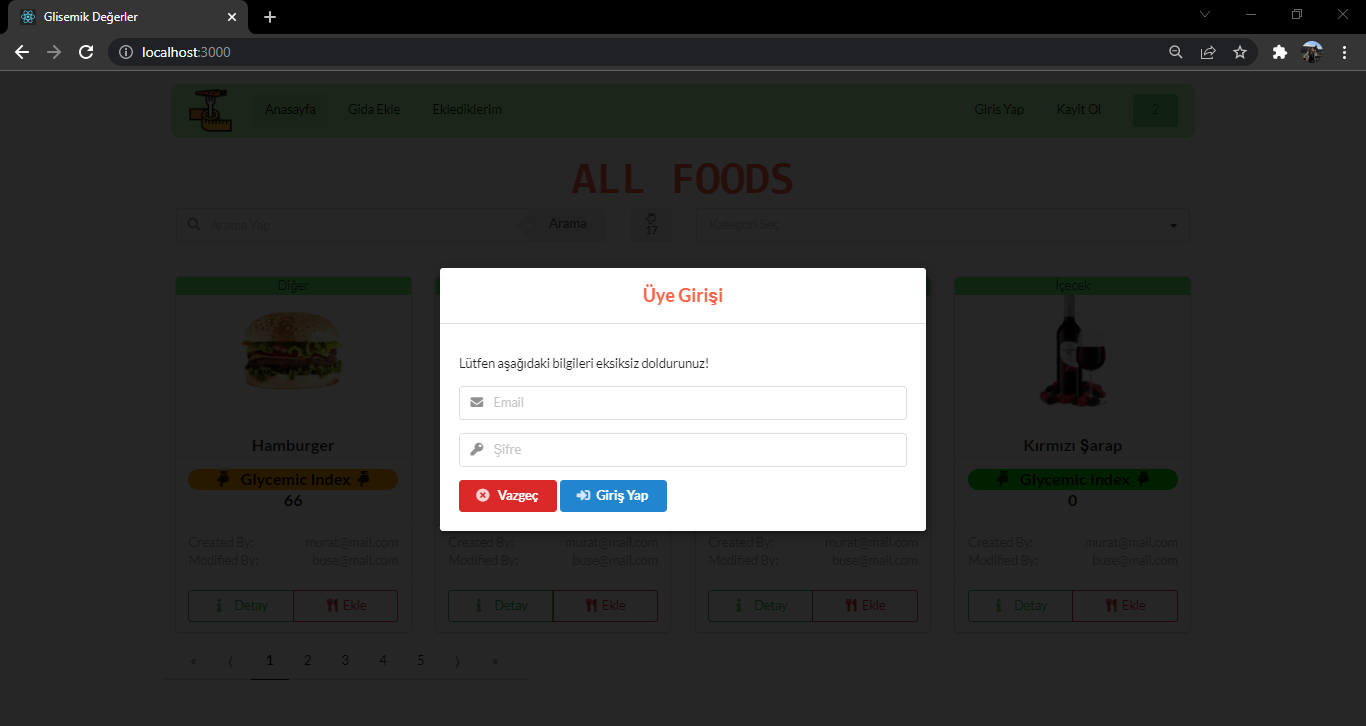 Glisemik Değerler
localhost:3000
Anasayfa Gida Ekle Eklediklerim Giris Yap Kayit Ol 2
ALL FOODS
Arama Yap Arama 17 Kategori Seç
Diğer İçecek
Üye Girişi
Lütfen aşağıdaki bilgileri eksiksiz doldurunuz!
Email
Şifre
Vazgeç Giriş Yap
Hamburger Kırmızı Şarap
Glycemic Index Glycemic Index
66 0
Created By: murat@mail.com Created By: murat@mail.com Created By: murat@mail.com Created By: murat@mail.com
Modified By: buse@mail.com Modified By: buse@mail.com Modified By: buse@mail.com Modified By: buse@mail.com
Detay Ekle Detay Ekle Detay Ekle Detay Ekle
« ⟨ 1 2 3 4 5 ⟩ »